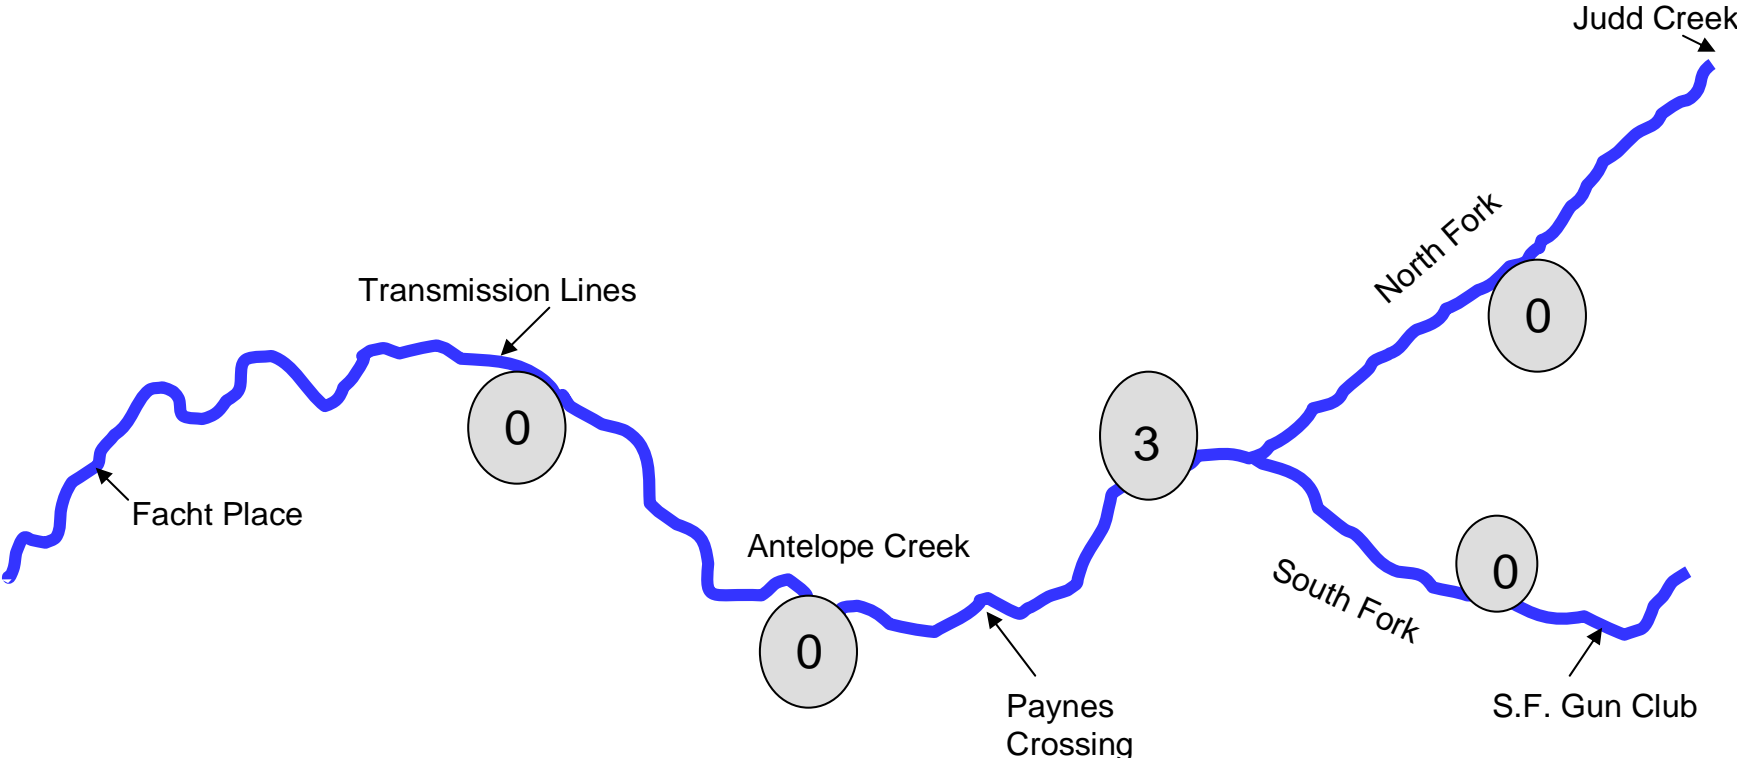 Judd Creek
North Fork
Transmission Lines
0
0
3
Facht Place
Antelope Creek
South Fork
0
0
Paynes
Crossing
S.F. Gun Club